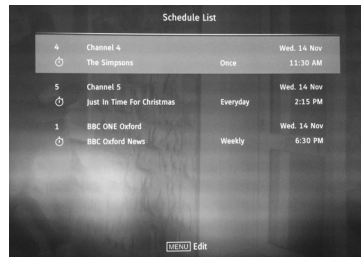 Schedule List
4 Channel 4 Wed. 14 Nov
The Simpsons Once 11:30 AM
5 Channel 5 Wed. 14 Nov
Just In Time For Christmas Everyday 2:15 PM
1 BBC ONE Oxford Wed. 14 Nov
BBC Oxford News Weekly 6:30 PM
MENU Edit